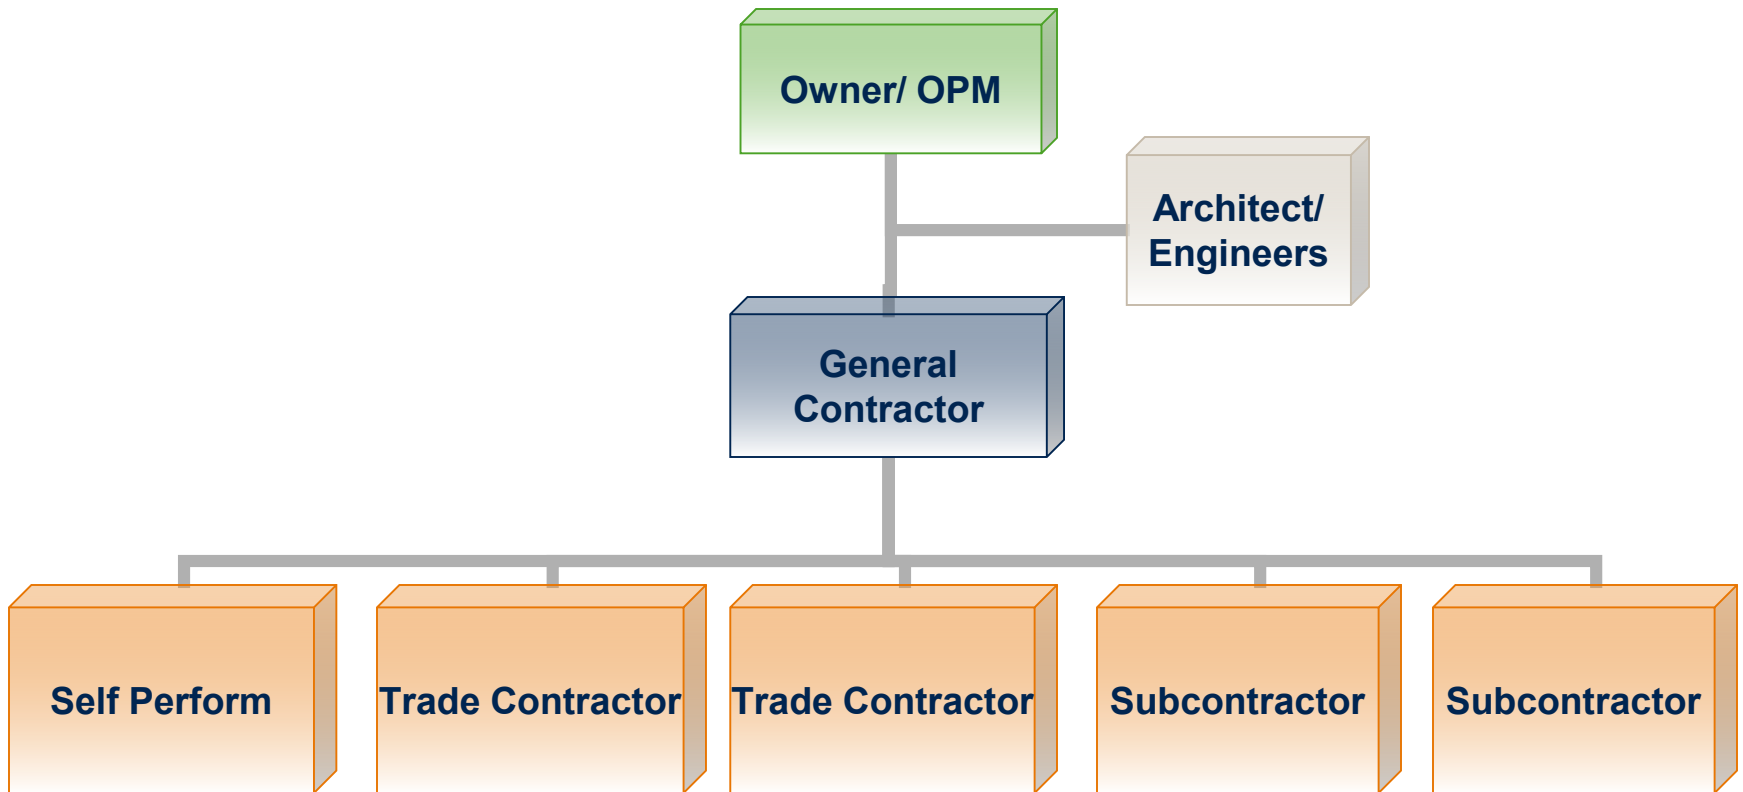 Owner/ OPM
Architect/
Engineers
General
Contractor
Self Perform
Trade Contractor
Trade Contractor
Subcontractor
Subcontractor